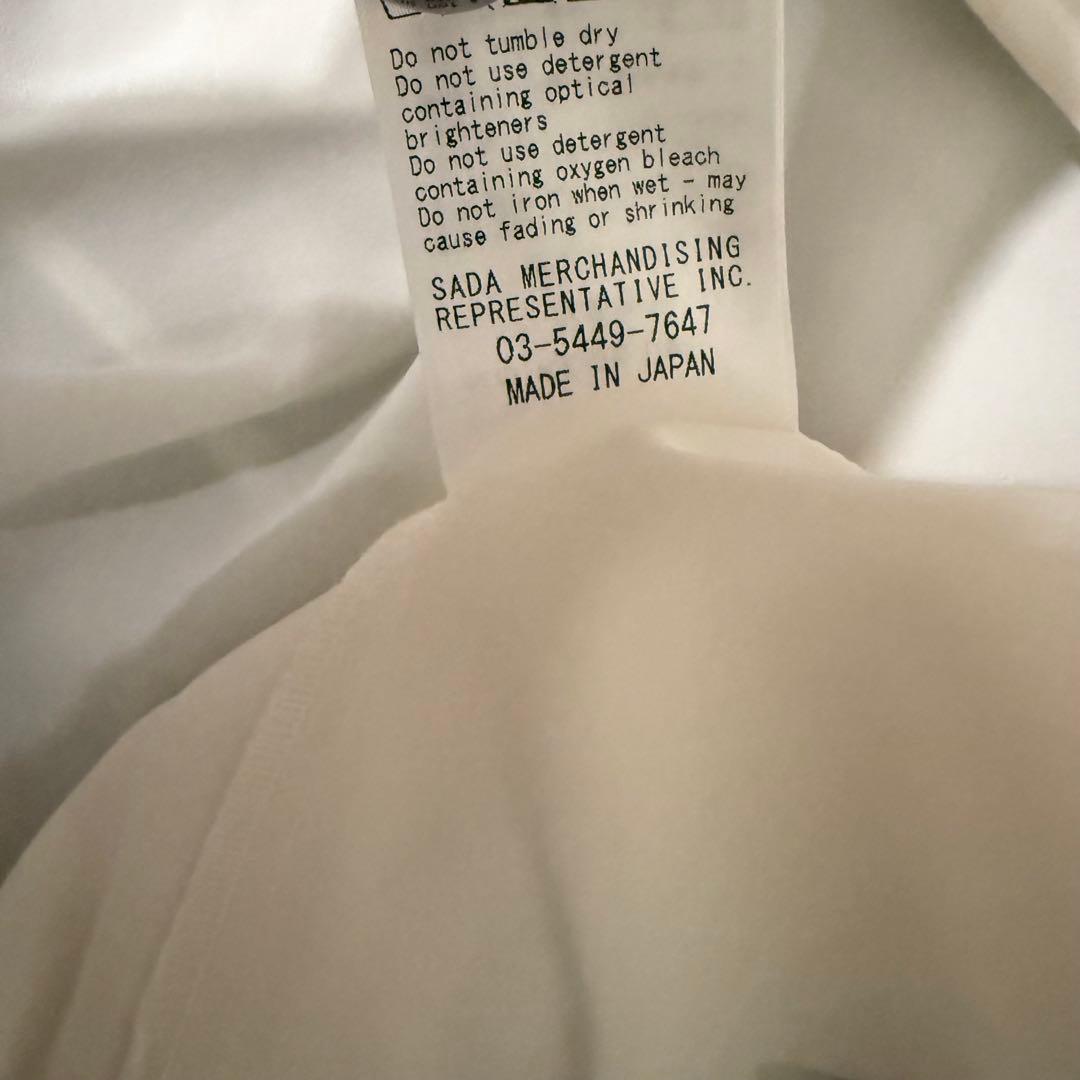 Do not tumble dry
Do not use detergent
containing optical
brighteners
Do not use detergent
containing oxygen bleach
Do not iron when wet - may
cause fading or shrinking
SADA MERCHANDISING
REPRESENTATIVE INC.
03-5449-7647
MADE IN JAPAN